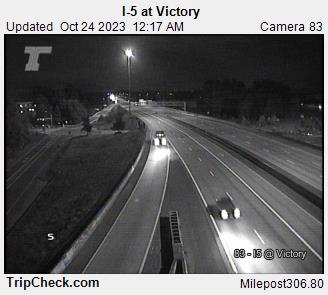 I-5 at Victory
Updated Oct 24 2023 12:17 AM
Camera 83
T
S
83 - I5 @ Victory
TripCheck.com
Milepost306.80